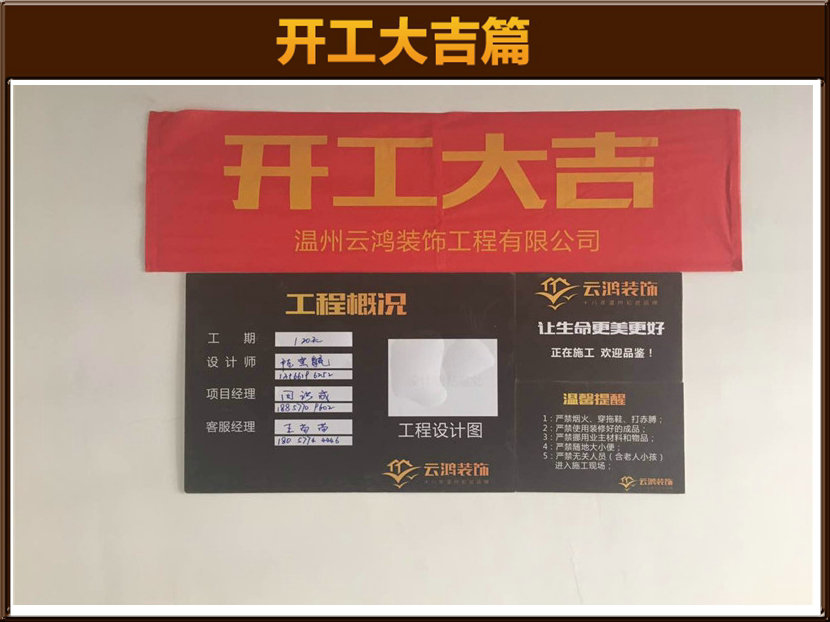 开工大吉篇
开工大吉
温州云鸿装饰工程有限公司
工程概况
工期 120天
设计师
项目经理
客服经理
工程设计图
云鸿装饰
云鸿装饰
让生命更美更好
正在施工 欢迎品鉴！
温馨提醒
1：严禁烟火、穿拖鞋、打赤膊；
2：严禁使用装修好的成品；
3：严禁挪用业主材料和物品；
4：严禁随地大小便；
5：严禁无关人员（含老人小孩）
进入施工现场；
云鸿装饰